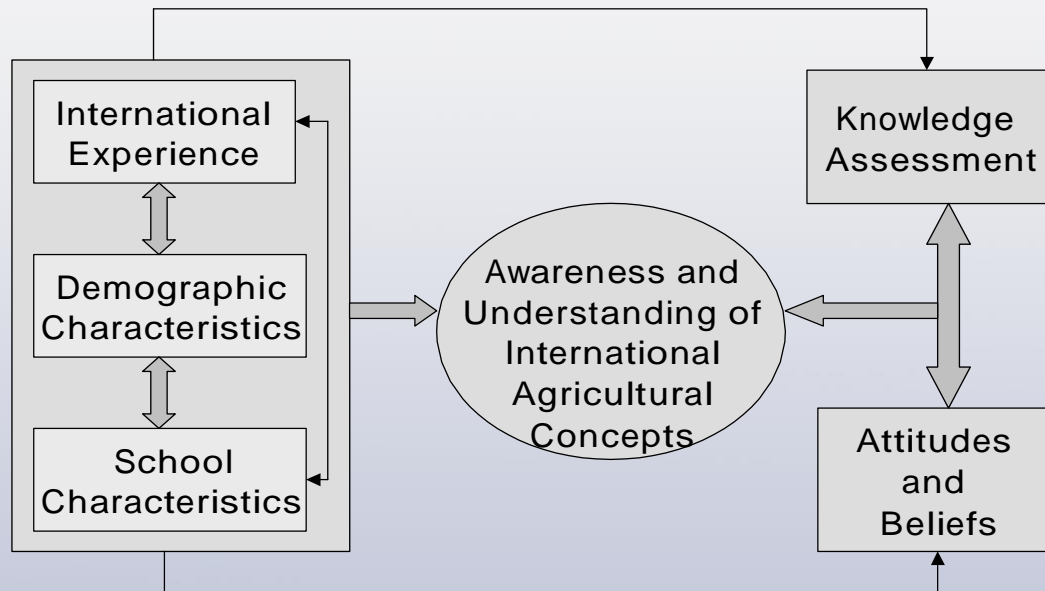 International
Experience
Demographic
Characteristics
School
Characteristics
Awareness and
Understanding of
International
Agricultural
Concepts
Knowledge
Assessment
Attitudes
and
Beliefs